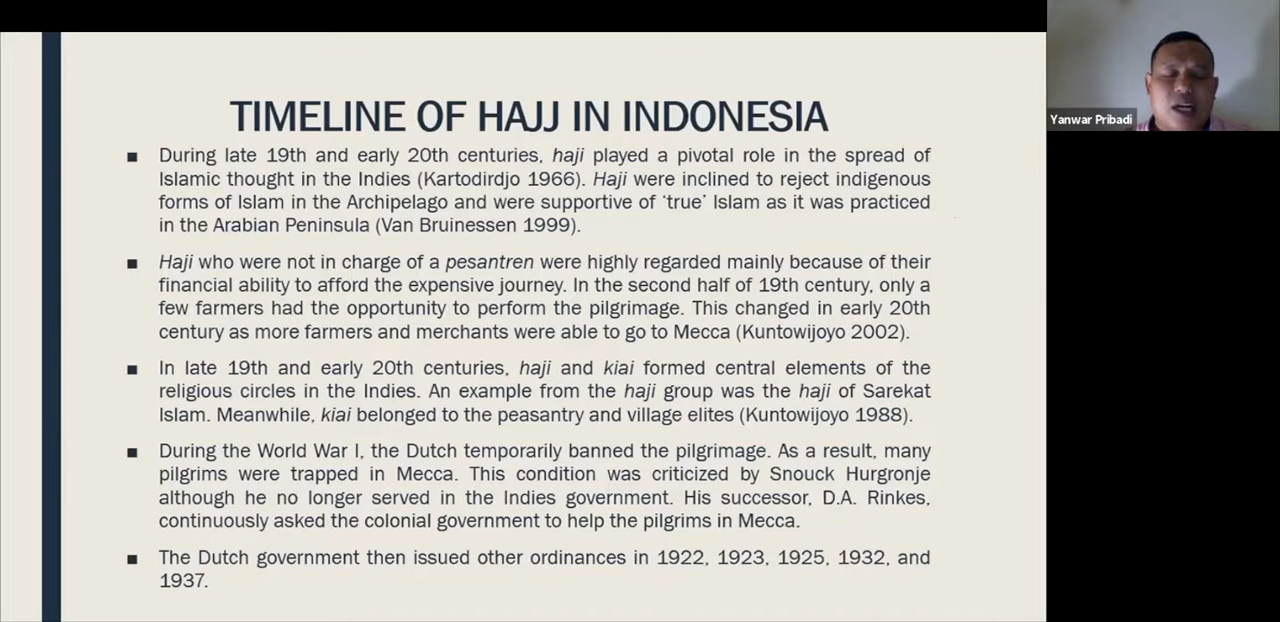 TIMELINE OF HAJJ IN INDONESIA
■ During late 19th and early 20th centuries, haji played a pivotal role in the spread of
Islamic thought in the Indies (Kartodirdjo 1966). Haji were inclined to reject indigenous
forms of Islam in the Archipelago and were supportive of ‘true’ Islam as it was practiced
in the Arabian Peninsula (Van Bruinessen 1999).
■ Haji who were not in charge of a pesantren were highly regarded mainly because of their
financial ability to afford the expensive journey. In the second half of 19th century, only a
few farmers had the opportunity to perform the pilgrimage. This changed in early 20th
century as more farmers and merchants were able to go to Mecca (Kuntowijoyo 2002).
■ In late 19th and early 20th centuries, haji and kiai formed central elements of the
religious circles in the Indies. An example from the haji group was the haji of Sarekat
Islam. Meanwhile, kiai belonged to the peasantry and village elites (Kuntowijoyo 1988).
■ During the World War I, the Dutch temporarily banned the pilgrimage. As a result, many
pilgrims were trapped in Mecca. This condition was criticized by Snouck Hurgronje
although he no longer served in the Indies government. His successor, D.A. Rinkes,
continuously asked the colonial government to help the pilgrims in Mecca.
■ The Dutch government then issued other ordinances in 1922, 1923, 1925, 1932, and
1937.
Yanwar Pribadi